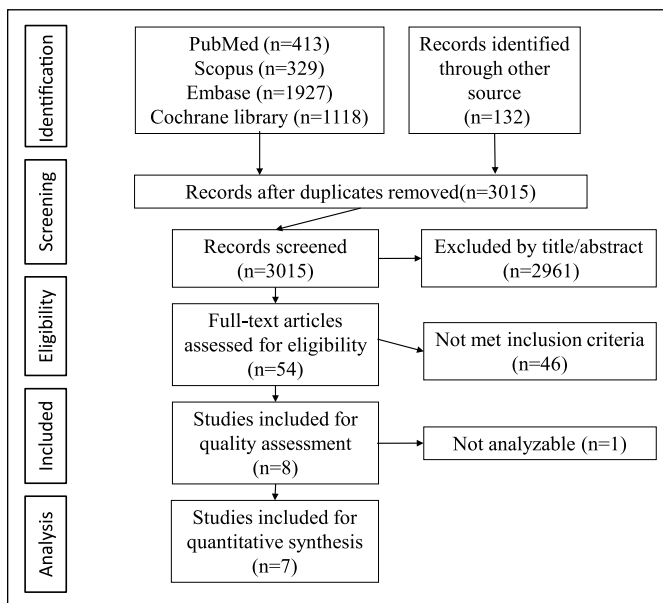 Identification
PubMed (n=413)
Scopus (n=329)
Embase (n=1927)
Cochrane library (n=1118)
Records identified
through other
source
(n=132)
Screening
Records after duplicates removed(n=3015)
Records screened
(n=3015)
Excluded by title/abstract
(n=2961)
Eligibility
Full-text articles
assessed for eligibility
(n=54)
Not met inclusion criteria
(n=46)
Included
Studies included for
quality assessment
(n=8)
Not analyzable (n=1)
Analysis
Studies included for
quantitative synthesis
(n=7)